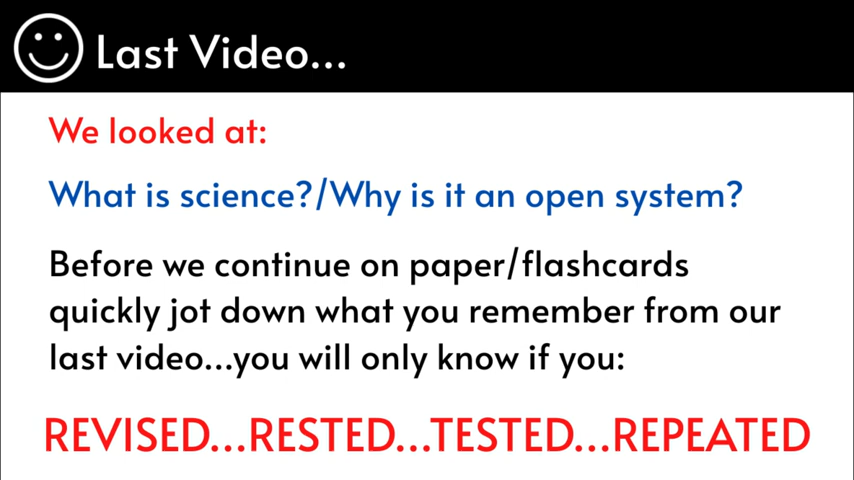 Last Video...
We looked at:
What is science?/Why is it an open system?
Before we continue on paper/flashcards
quickly jot down what you remember from our
last video...you will only know if you:
REVISED...RESTED...TESTED...REPEATED